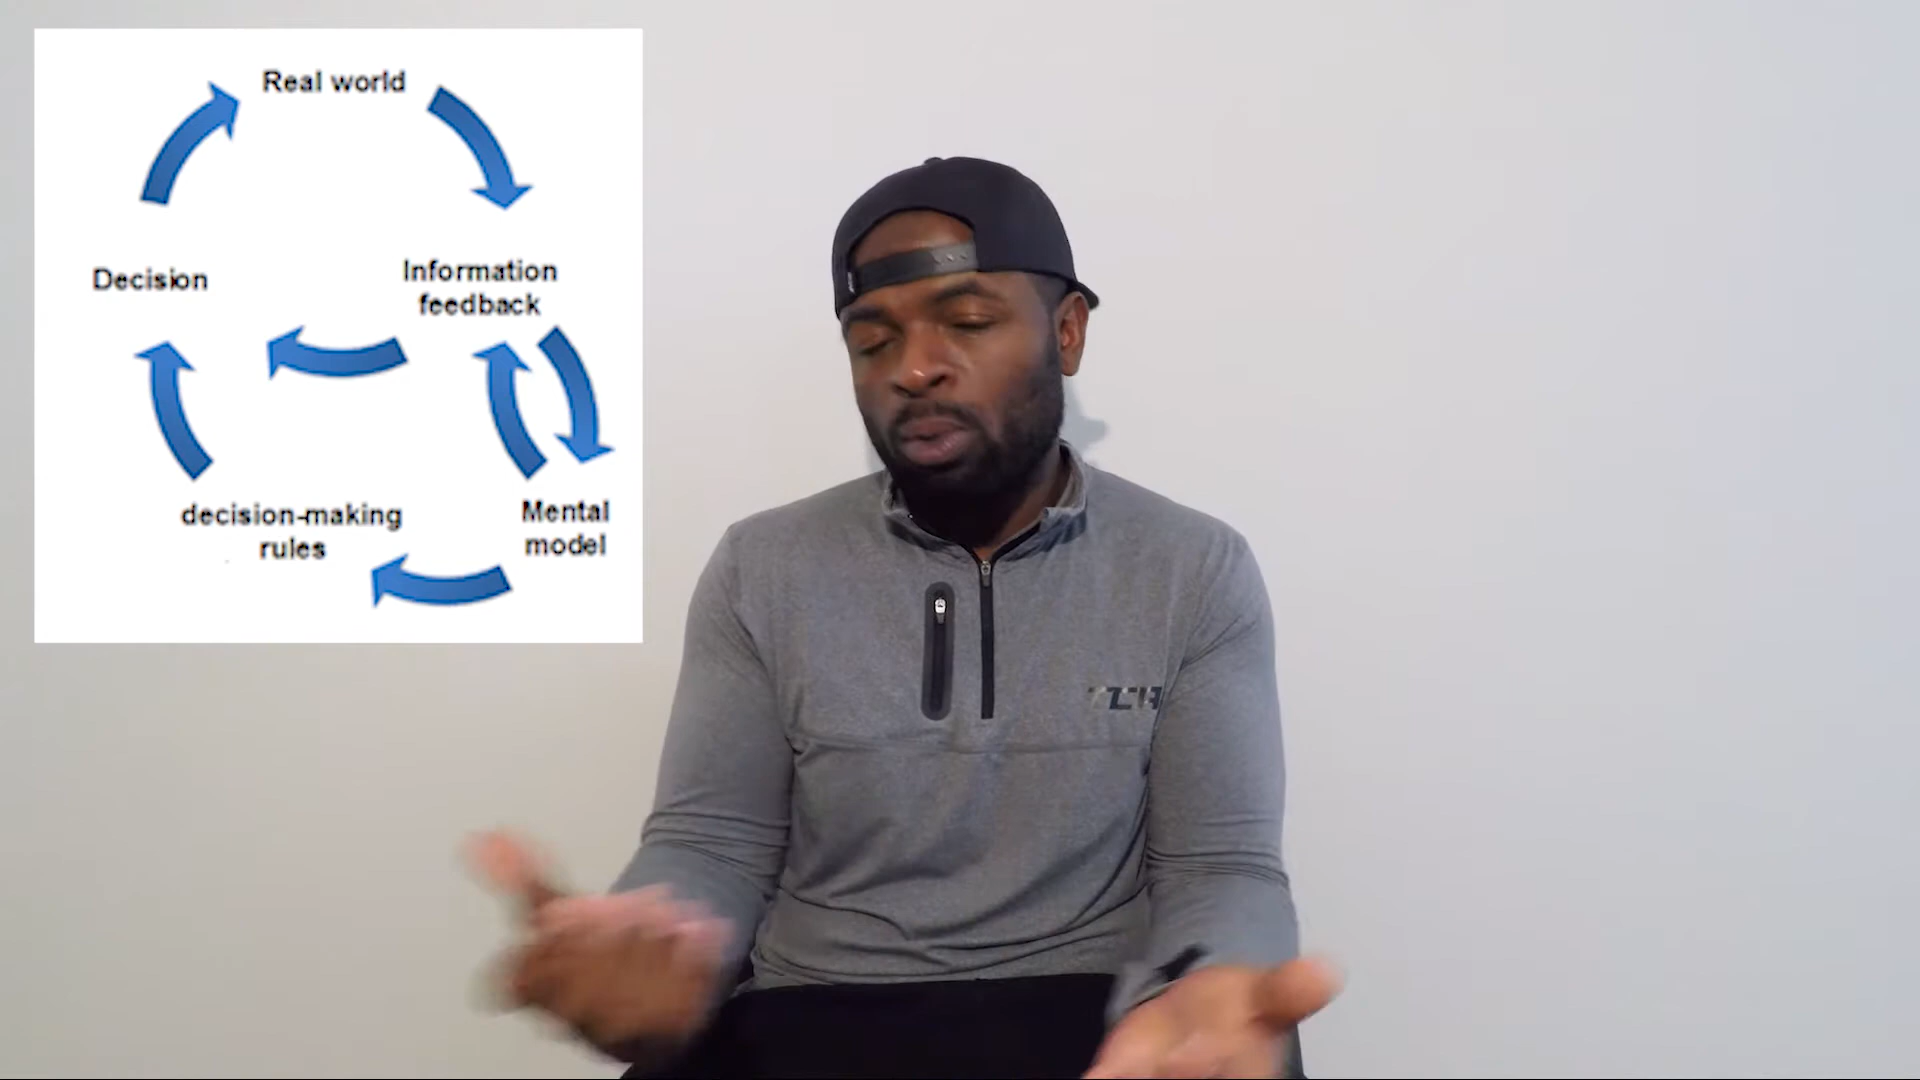 Real world
Decision
Information
feedback
decision-making
rules
Mental
model